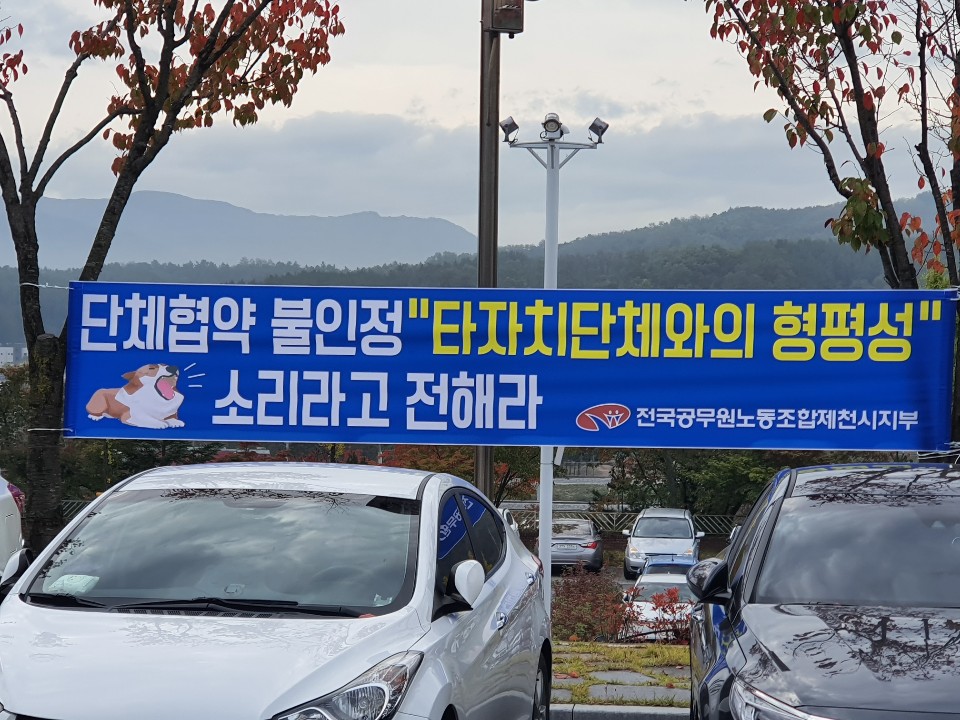 단체협약 불인정"타자치단체와의 형평성"
소리라고 전해라
전국공무원노동조합제천시지부